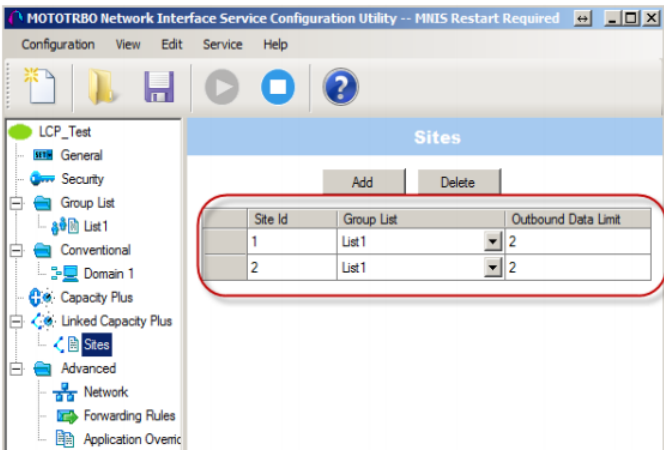 MOTOTRBO Network Interface Service Configuration Utility -- MNIS Restart Required
Configuration View Edit Service Help
LCP_Test
General
Security
Group List
List1
Conventional
Domain 1
Capacity Plus
Linked Capacity Plus
Sites
Advanced
Network
Forwarding Rules
Application Overric
Sites
Add Delete
Site Id Group List Outbound Data Limit
1 List1 2
2 List1 2